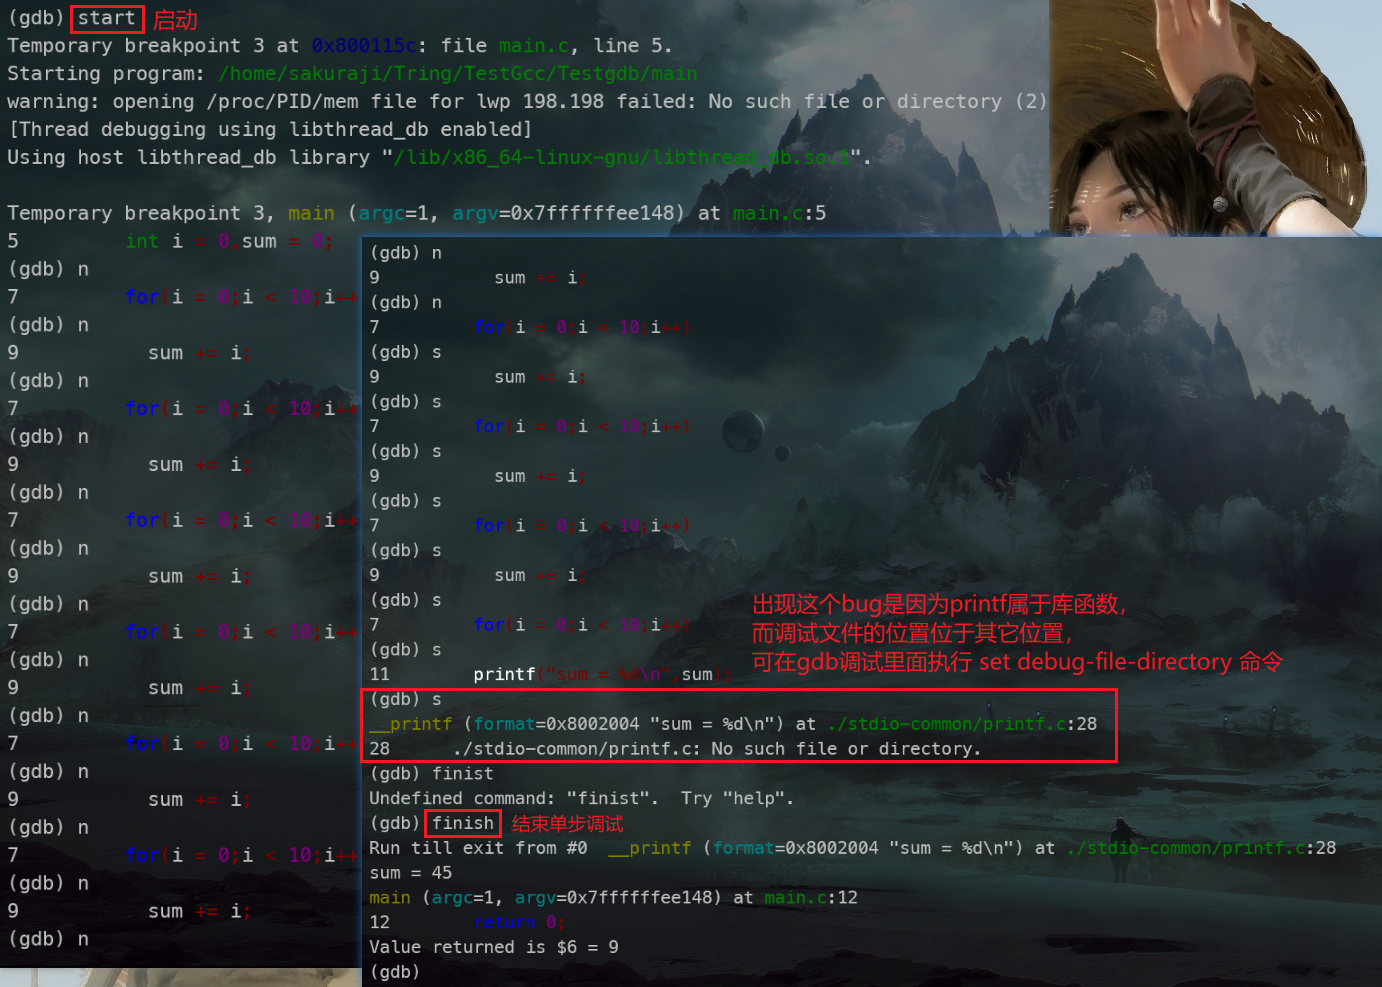 (gdb) start 启动
Temporary breakpoint 3 at 0x800115c: file main.c, line 5.
Starting program: /home/sakuraji/Tring/TestGcc/Testgdb/main
warning: opening /proc/PID/mem file for lwp 198.198 failed: No such file or directory (2)
[Thread debugging using libthread_db enabled]
Using host libthread_db library "/lib/x86_64-linux-gnu/libthread_db.so.1".
Temporary breakpoint 3, main (argc=1, argv=0x7ffffffee148) at main.c:5
5 int i = 0,sum = 0;
(gdb) n
7 for(i = 0;i < 10;i++
(gdb) n
9 sum += i;
(gdb) n
7 for(i = 0;i < 10;i++
(gdb) n
9 sum += i;
(gdb) n
7 for(i = 0;i < 10;i++
(gdb) n
9 sum += i;
(gdb) n
7 for(i = 0;i < 10;i++
(gdb) n
9 sum += i;
(gdb) n
7 for(i = 0;i < 10;i++
(gdb) n
9 sum += i;
(gdb) n
7 for(i = 0;i < 10;i++
(gdb) n
9 sum += i;
(gdb) n
(gdb) n
9 sum += i;
(gdb) n
7 for(i = 0;i < 10;i++)
(gdb) s
9 sum += i;
(gdb) s
7 for(i = 0;i < 10;i++)
(gdb) s
9 sum += i;
(gdb) s
7 for(i = 0;i < 10;i++)
(gdb) s
9 sum += i;
(gdb) s
7 for(i = 0;i < 10;i++)
(gdb) s
11 printf("sum = %d\n",sum);
出现这个bug是因为printf属于库函数，
而调试文件的位置位于其它位置，
可在gdb调试里面执行 set debug-file-directory 命令
(gdb) s
__printf (format=0x8002004 "sum = %d\n") at ./stdio-common/printf.c:28
28 ./stdio-common/printf.c: No such file or directory.
(gdb) finist
Undefined command: "finist". Try "help".
(gdb) finish 结束单步调试
Run till exit from #0 __printf (format=0x8002004 "sum = %d\n") at ./stdio-common/printf.c:28
sum = 45
main (argc=1, argv=0x7ffffffee148) at main.c:12
12 return 0;
Value returned is $6 = 9
(gdb)